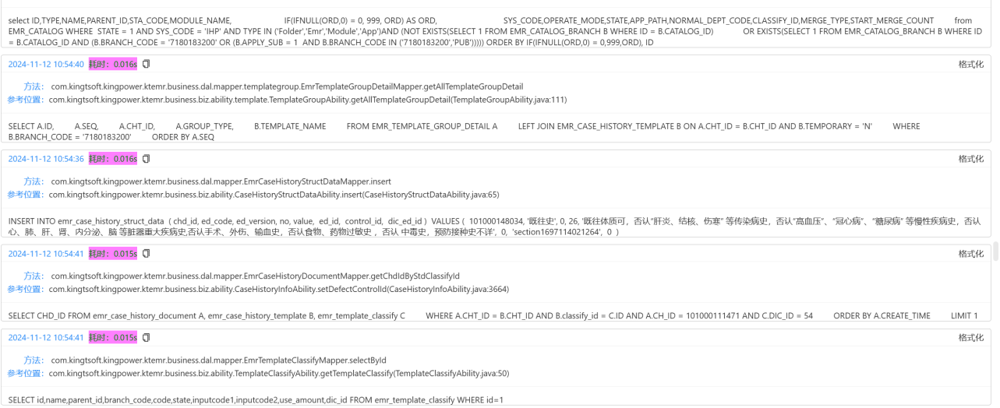 select ID,TYPE,NAME,PARENT_ID,STA_CODE,MODULE_NAME, IF(IFNULL(ORD,0) = 0, 999, ORD) AS ORD, SYS_CODE,OPERATE_MODE,STATE,APP_PATH,NORMAL_DEPT_CODE,CLASSIFY_ID,MERGE_TYPE,START_MERGE_COUNT from
EMR_CATALOG WHERE STATE = 1 AND SYS_CODE = 'IHP' AND TYPE IN ('Folder','Emr','Module','App')AND (NOT EXISTS(SELECT 1 FROM EMR_CATALOG_BRANCH B WHERE ID = B.CATALOG_ID) OR EXISTS(SELECT 1 FROM EMR_CATALOG_BRANCH B WHERE ID
= B.CATALOG_ID AND (B.BRANCH_CODE = '7180183200' OR (B.APPLY_SUB = 1 AND B.BRANCH_CODE IN ('7180183200','PUB'))))) ORDER BY IF(IFNULL(ORD,0) = 0,999,ORD), ID
2024-11-12 10:54:40 耗时：0.016s 格式化
方法： com.kingtsoft.kingpower.ktemr.business.dal.mapper.templategroup.EmrTemplateGroupDetailMapper.getAllTemplateGroupDetail
参考位置： com.kingtsoft.kingpower.ktemr.business.biz.ability.template.TemplateGroupAbility.getAllTemplateGroupDetail(TemplateGroupAbility.java:111)
SELECT A.ID, A.SEQ, A.CHT_ID, A.GROUP_TYPE, B.TEMPLATE_NAME FROM EMR_TEMPLATE_GROUP_DETAIL A LEFT JOIN EMR_CASE_HISTORY_TEMPLATE B ON A.CHT_ID = B.CHT_ID AND B.TEMPORARY = 'N' WHERE
B.BRANCH_CODE = '7180183200' ORDER BY A.SEQ
2024-11-12 10:54:36 耗时：0.016s 格式化
方法： com.kingtsoft.kingpower.ktemr.business.dal.mapper.EmrCaseHistoryStructDataMapper.insert
参考位置： com.kingtsoft.kingpower.ktemr.business.biz.ability.CaseHistoryStructDataAbility.insert(CaseHistoryStructDataAbility.java:65)
INSERT INTO emr_case_history_struct_data ( chd_id, ed_code, ed_version, no, value, ed_id, control_id, dic_ed_id ) VALUES ( 101000148034, '既往史', 0, 26, '既往体质可，否认“肝炎、结核、伤寒” 等传染病史，否认“高血压”、“冠心病”、“糖尿病” 等慢性疾病史，否认
心、肺、肝、肾、内分泌、脑 等脏器重大疾病史,否认手术、外伤、输血史，否认食物、药物过敏史 ，否认 中毒史，预防接种史不详', 0, 'section1697114021264', 0 )
2024-11-12 10:54:41 耗时：0.015s 格式化
方法： com.kingtsoft.kingpower.ktemr.business.dal.mapper.EmrCaseHistoryDocumentMapper.getChdIdByStdClassifyId
参考位置： com.kingtsoft.kingpower.ktemr.business.biz.ability.CaseHistoryInfoAbility.setDefectControlId(CaseHistoryInfoAbility.java:3664)
SELECT CHD_ID FROM emr_case_history_document A, emr_case_history_template B, emr_template_classify C WHERE A.CHT_ID = B.CHT_ID AND B.classify_id = C.ID AND A.CH_ID = 101000111471 AND C.DIC_ID = 54 ORDER BY A.CREATE_TIME LIMIT 1
2024-11-12 10:54:41 耗时：0.015s 格式化
方法： com.kingtsoft.kingpower.ktemr.business.dal.mapper.EmrTemplateClassifyMapper.selectById
参考位置： com.kingtsoft.kingpower.ktemr.business.biz.ability.TemplateClassifyAbility.getTemplateClassify(TemplateClassifyAbility.java:50)
SELECT id,name,parent_id,branch_code,code,state,inputcode1,inputcode2,use_amount,dic_id FROM emr_template_classify WHERE id=1